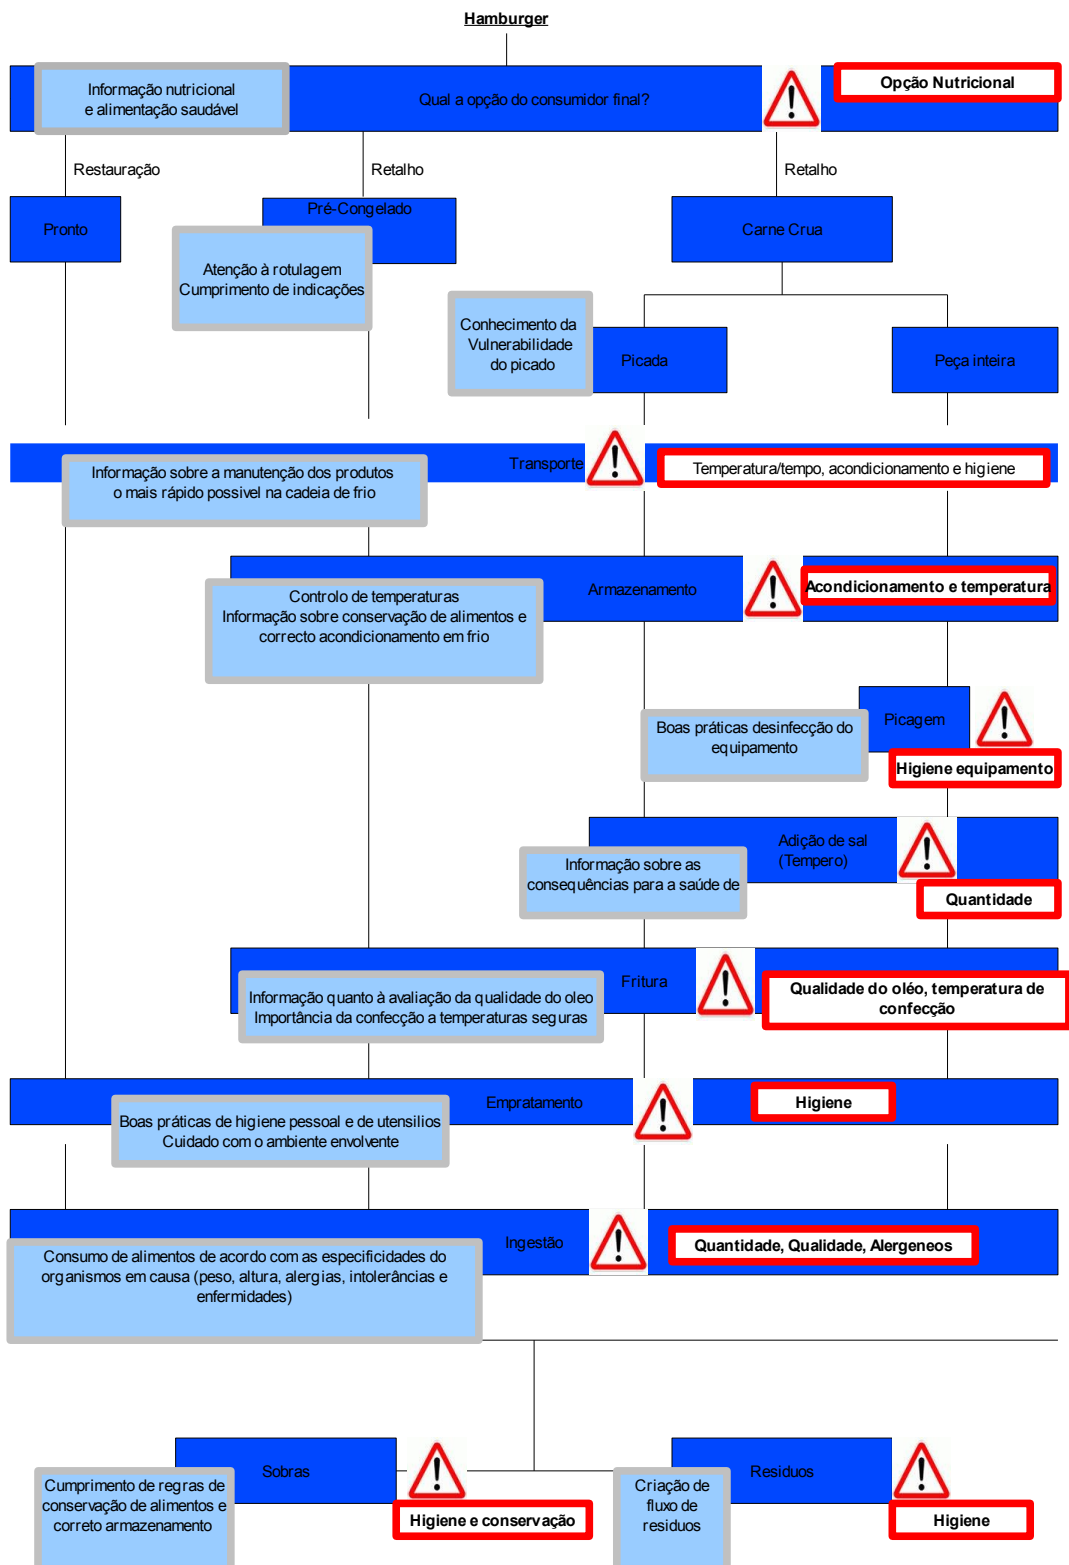 Hamburger
Informação nutricional
e alimentação saudável
Qual a opção do consumidor final?
Opção Nutricional
Restauração
Retalho
Retalho
Pronto
Pré-Congelado
Carne Crua
Atenção à rotulagem
Cumprimento de indicações
Conhecimento da
Vulnerabilidade
do picado
Picada
Peça inteira
Transporte
Temperatura/tempo, acondicionamento e higiene
Informação sobre a manutenção dos produtos
o mais rápido possivel na cadeia de frio
Armazenamento
Acondicionamento e temperatura
Controlo de temperaturas
Informação sobre conservação de alimentos e
correcto acondicionamento em frio
Picagem
Boas práticas desinfecção do
equipamento
Higiene equipamento
Adição de sal
(Tempero)
Informação sobre as
consequências para a saúde de
Quantidade
Fritura
Informação quanto à avaliação da qualidade do oleo
Importância da confecção a temperaturas seguras
Qualidade do oléo, temperatura de
confecção
Empratamento
Higiene
Boas práticas de higiene pessoal e de utensilios
Cuidado com o ambiente envolvente
Ingestão
Quantidade, Qualidade, Alergeneos
Consumo de alimentos de acordo com as especificidades do
organismos em causa (peso, altura, alergias, intolerâncias e
enfermidades)
Sobras
Residuos
Cumprimento de regras de
conservação de alimentos e
correto armazenamento
Higiene e conservação
Criação de
fluxo de
residuos
Higiene